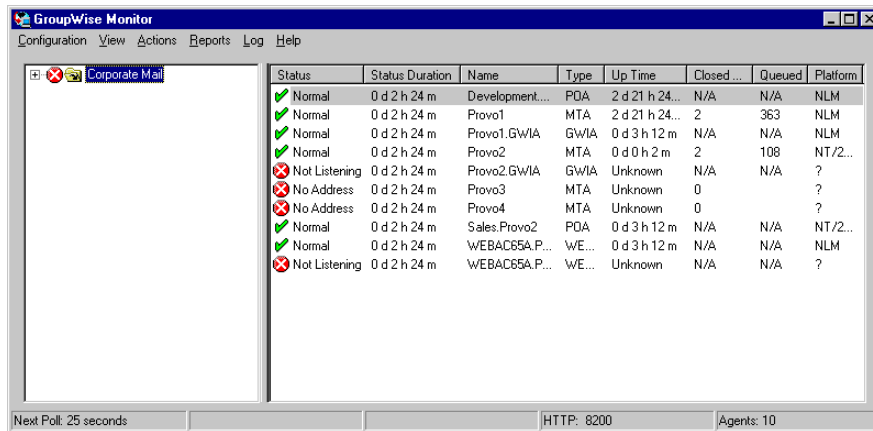 GroupWise Monitor
Configuration View Actions Reports Log Help
Corporate Mail
Status Status Duration Name Type Up Time Closed ... Queued Platform
Normal 0 d 2 h 24 m Development.... POA 2 d 21 h 24... N/A N/A NLM
Normal 0 d 2 h 24 m Provo1 MTA 2 d 21 h 24... 2 363 NLM
Normal 0 d 2 h 24 m Provo1.GWIA GWIA 0 d 3 h 12 m N/A N/A NLM
Normal 0 d 2 h 24 m Provo2 MTA 0 d 0 h 2 m 2 108 NT/2...
Not Listening 0 d 2 h 24 m Provo2.GWIA GWIA Unknown N/A N/A ?
No Address 0 d 2 h 24 m Provo3 MTA Unknown 0 ?
No Address 0 d 2 h 24 m Provo4 MTA Unknown 0 ?
Normal 0 d 2 h 24 m Sales.Provo2 POA 0 d 3 h 12 m N/A N/A NT/2...
Normal 0 d 2 h 24 m WEBAC65A.P... WE... 0 d 3 h 12 m N/A N/A NLM
Not Listening 0 d 2 h 24 m WEBAC65A.P... WE... Unknown N/A N/A ?
Next Poll: 25 seconds HTTP: 8200 Agents: 10